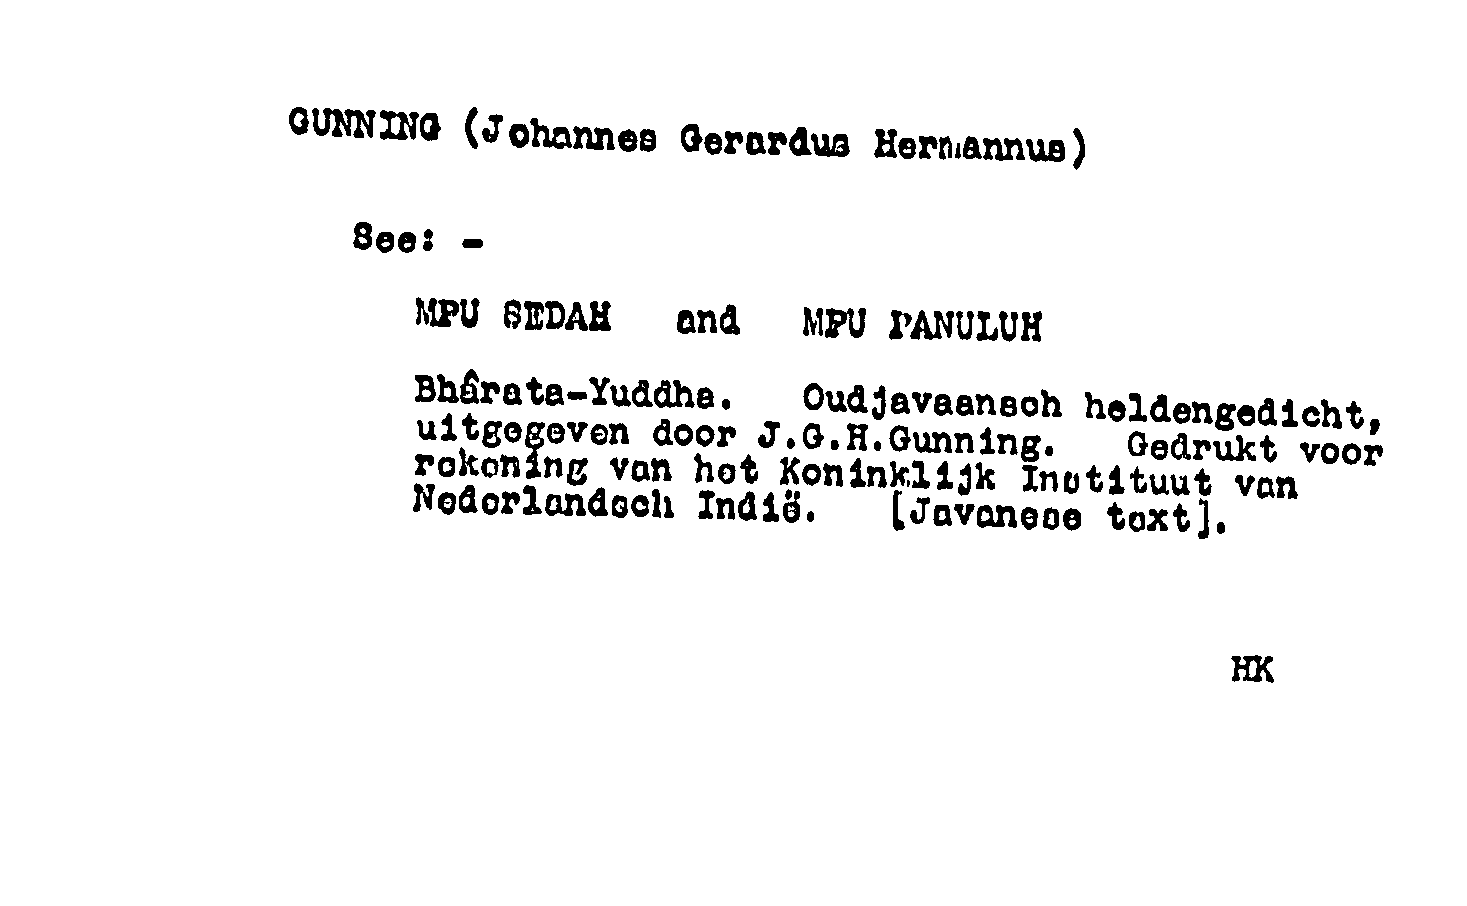 GUNNING (Johannes Gerardus Hermannus)
See: -
MPU SEDAH and MPU PANULUH
Bhârata-Yuddha. Oudjavaansch heldengedicht,
uitgegeven door J.G.H.Gunning. Gedrukt voor
rekening van het Koninklijk Instituut van
Nederlandsch Indië. [Javanese text].
HK